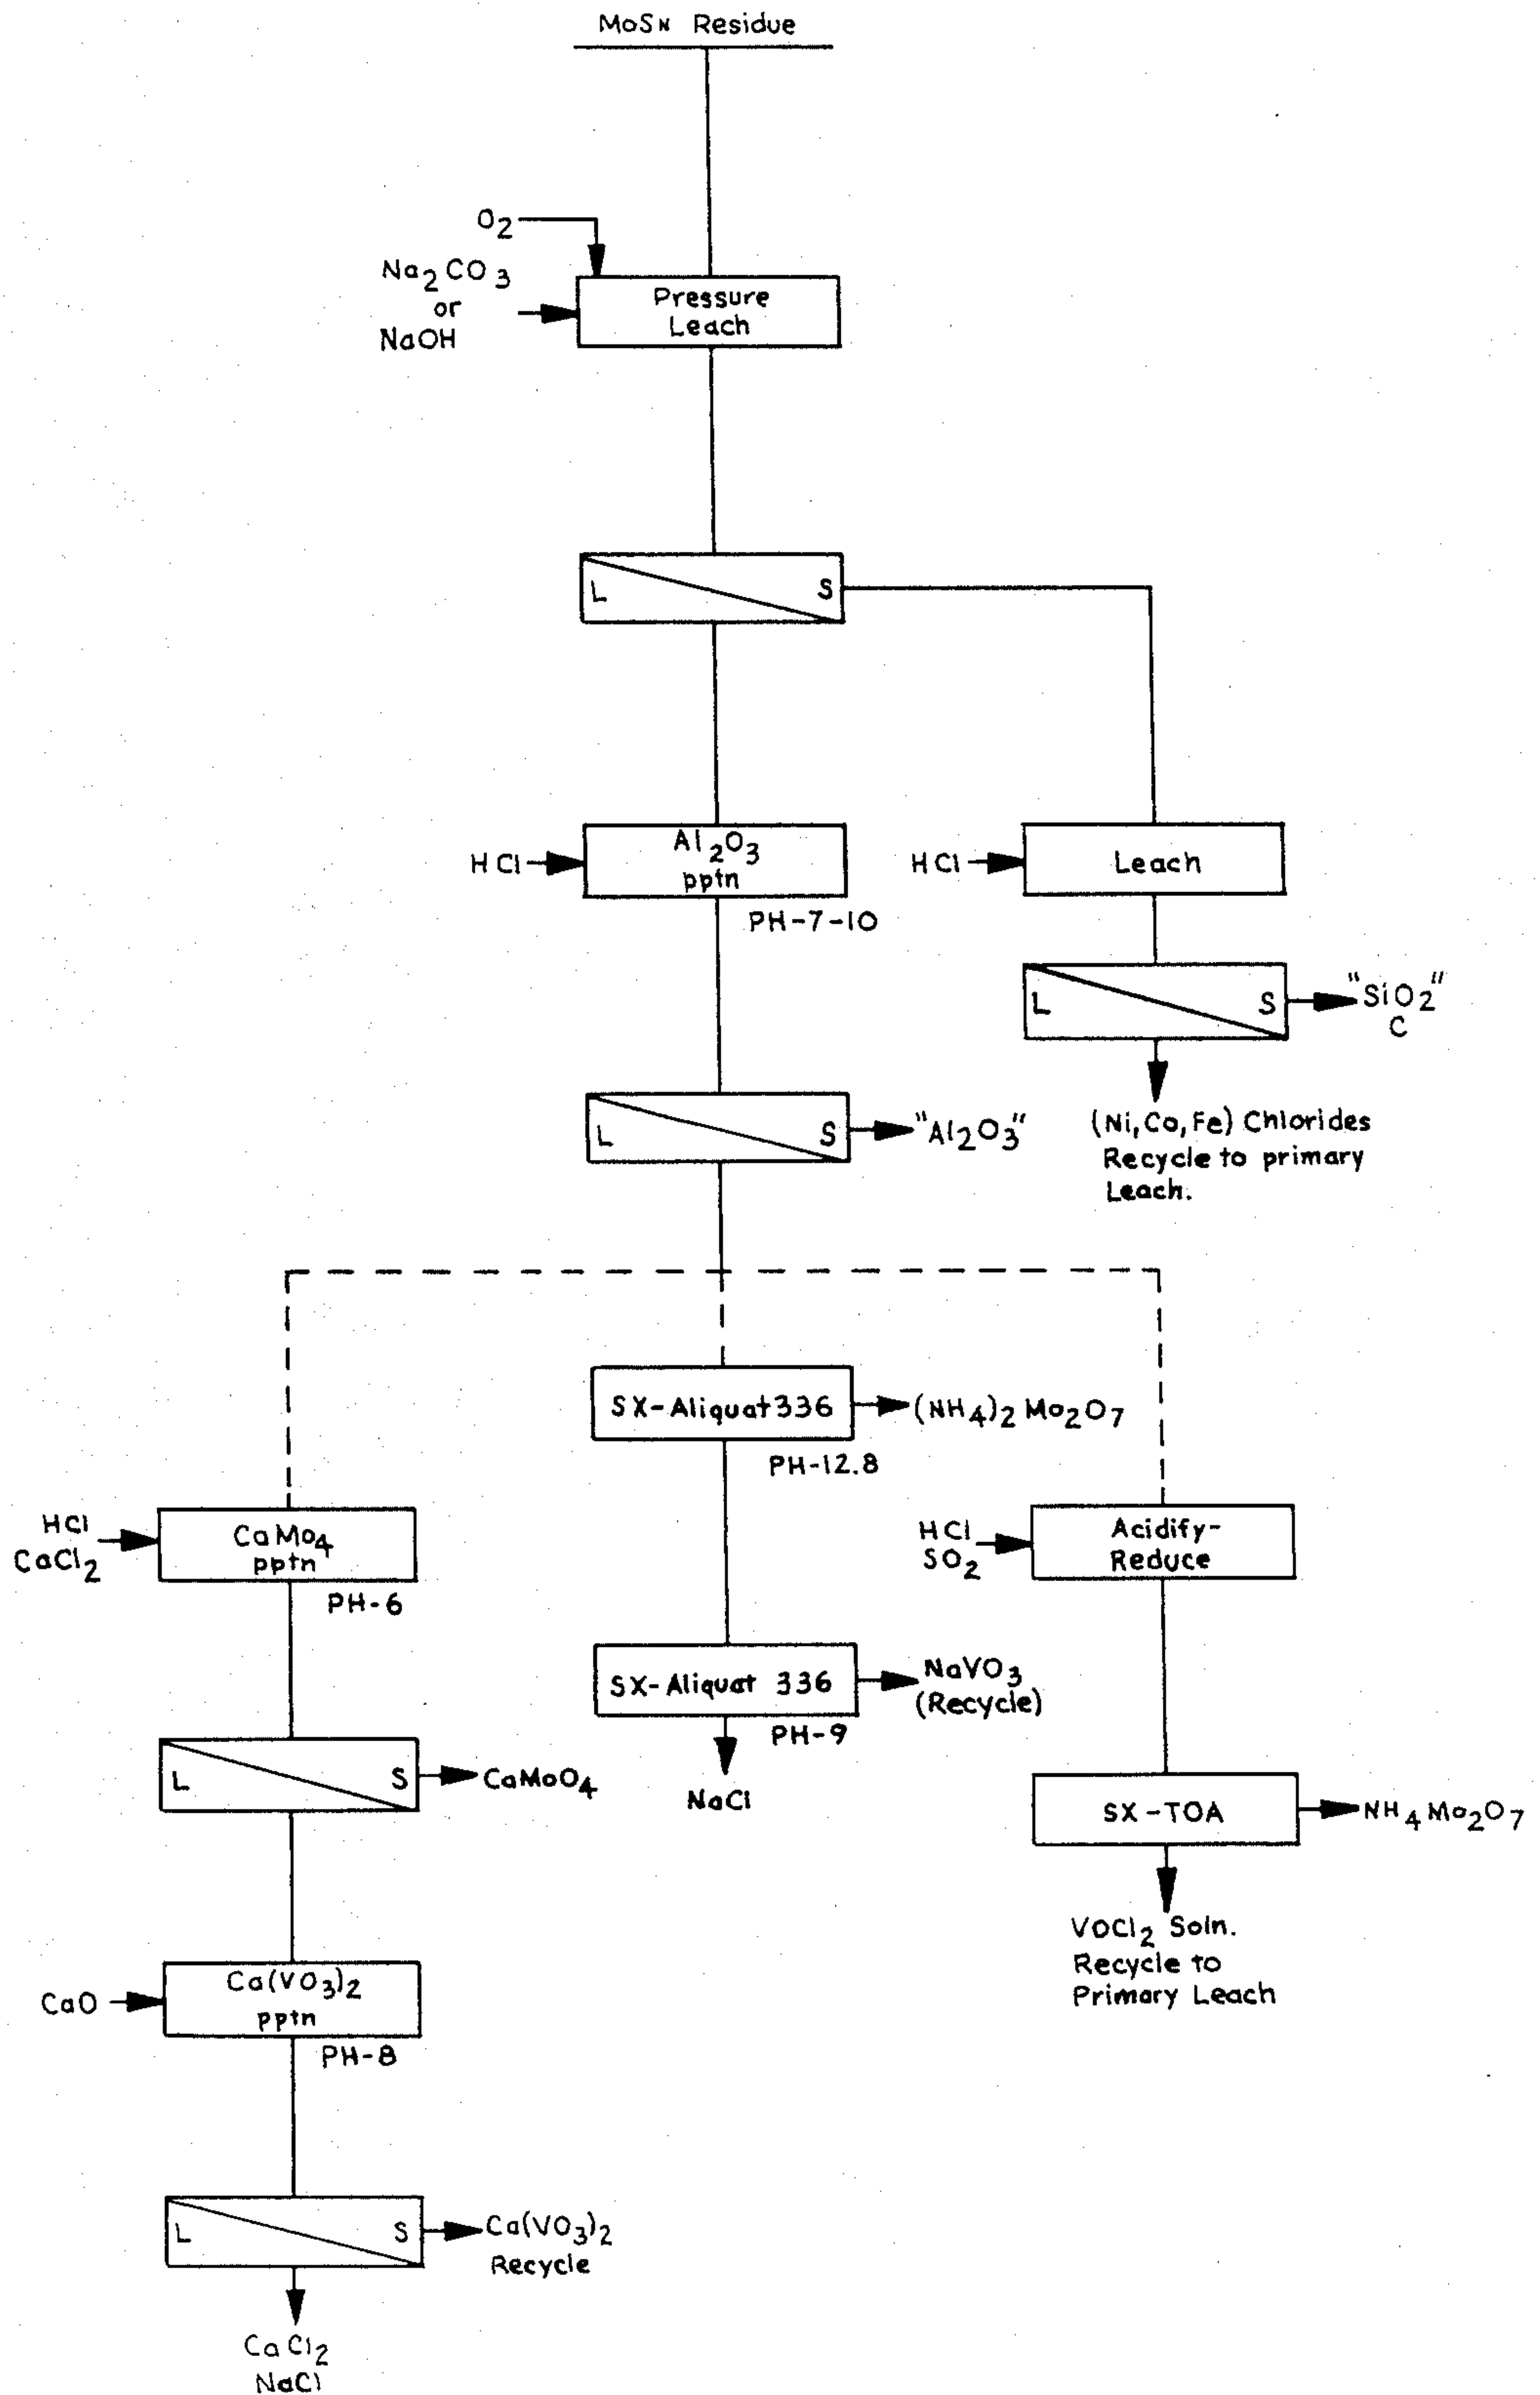 MoSN Residue
O2
Na2CO3
or
NaOH
Pressure
Leach
L
S
HCl
Al2O3
pptn
PH-7-10
HCl
Leach
L
S
"SiO2"
C
(Ni,Co,Fe) Chlorides
Recycle to primary
Leach.
L
S
"Al2O3"
SX-Aliquat 336
(NH4)2Mo2O7
PH-12.8
HCl
CaCl2
CaMo4
pptn
PH-6
HCl
SO2
Acidify-
Reduce
SX-Aliquat 336
NaVO3
(Recycle)
PH-9
NaCl
L
S
CaMoO4
SX-TOA
NH4Mo2O7
VOCl2 Soln.
Recycle to
Primary Leach
CaO
Ca(VO3)2
pptn
PH-8
L
S
Ca(VO3)2
Recycle
CaCl2
NaCl